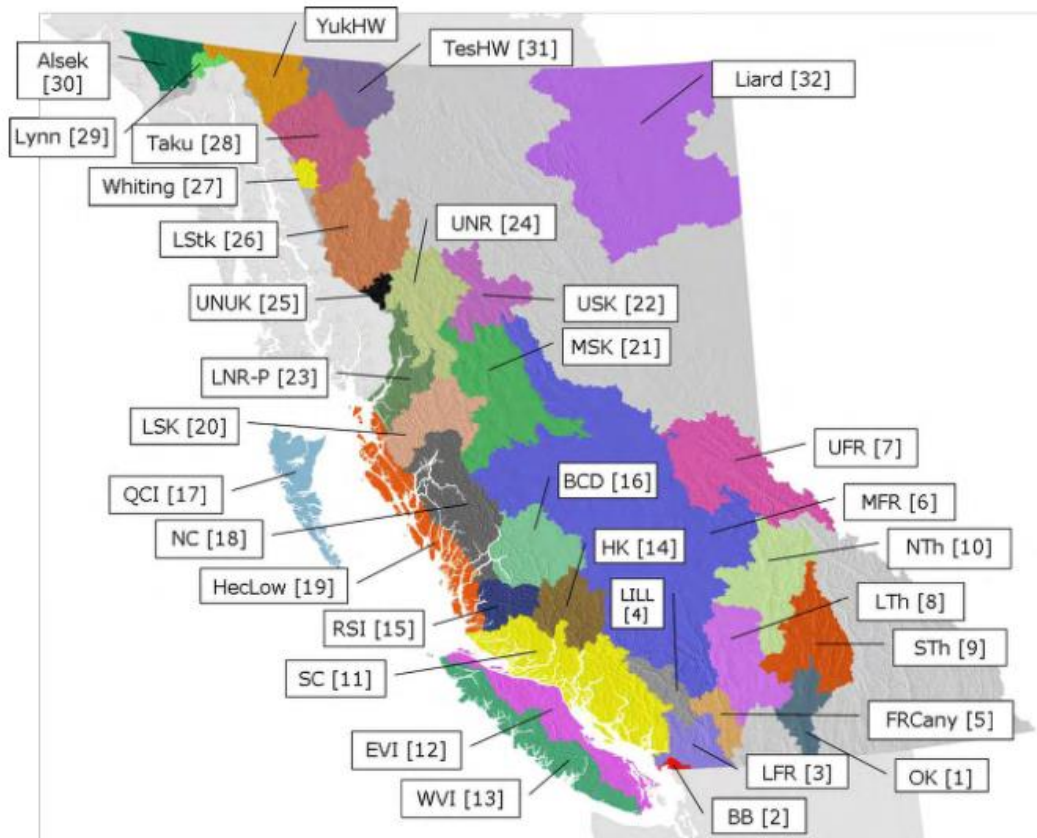 YukHW
TesHW [31]
Alsek
[30]
Liard [32]
Lynn [29]
Taku [28]
Whiting [27]
UNR [24]
LStk [26]
UNUK [25]
USK [22]
MSK [21]
LNR-P [23]
LSK [20]
UFR [7]
BCD [16]
QCI [17]
MFR [6]
NC [18]
HK [14]
NTh [10]
HecLow [19]
LILL
[4]
LTh [8]
RSI [15]
STh [9]
SC [11]
FRCany [5]
EVI [12]
LFR [3]
OK [1]
WVI [13]
BB [2]